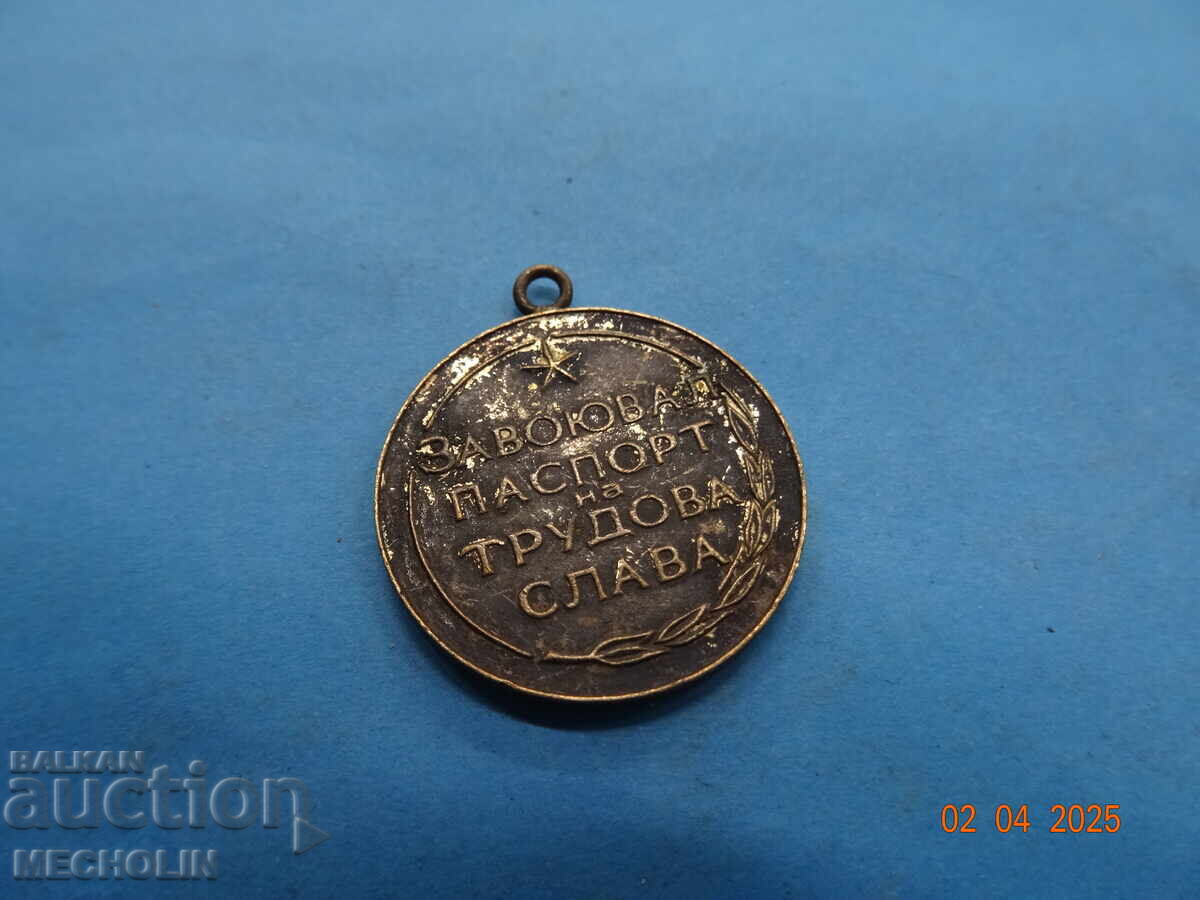 ЗАВОЮВАЛ
ПАСПОРТ
на
ТРУДОВА
СЛАВА
BALKAN
auction
MECHOLIN
02 04 2025